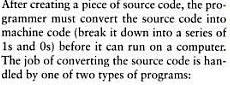 After creating a piece of source code, the pro-
grammer must convert the source code into
machine code (break it down into a series of
1s and 0s) before it can run on a computer.
The job of converting the source code is han-
dled by one of two types of programs: